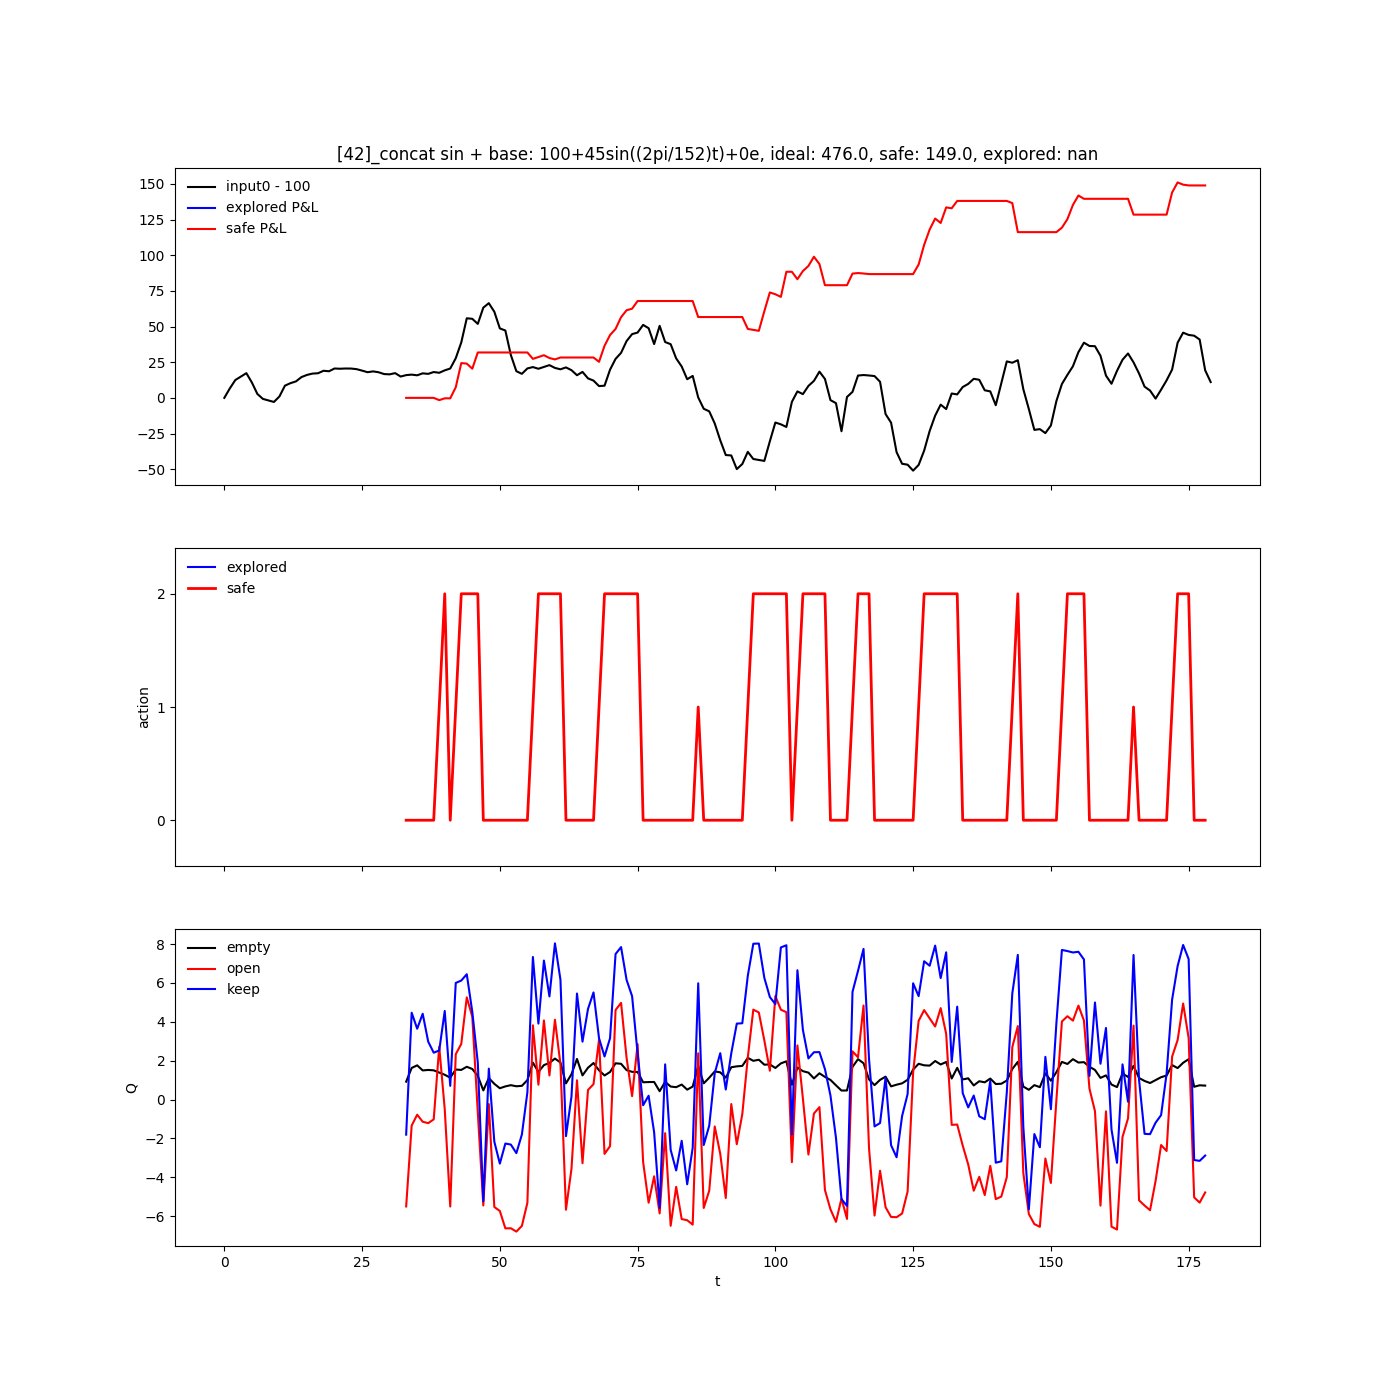 [42]_concat sin + base: 100+45sin((2pi/152)t)+0e, ideal: 476.0, safe: 149.0, explored: nan
150
125
100
75
50
25
0
−25
−50
input0 - 100
explored P&L
safe P&L
2
1
0
action
explored
safe
8
6
4
2
0
−2
−4
−6
Q
empty
open
keep
0 25 50 75 100 125 150 175
t